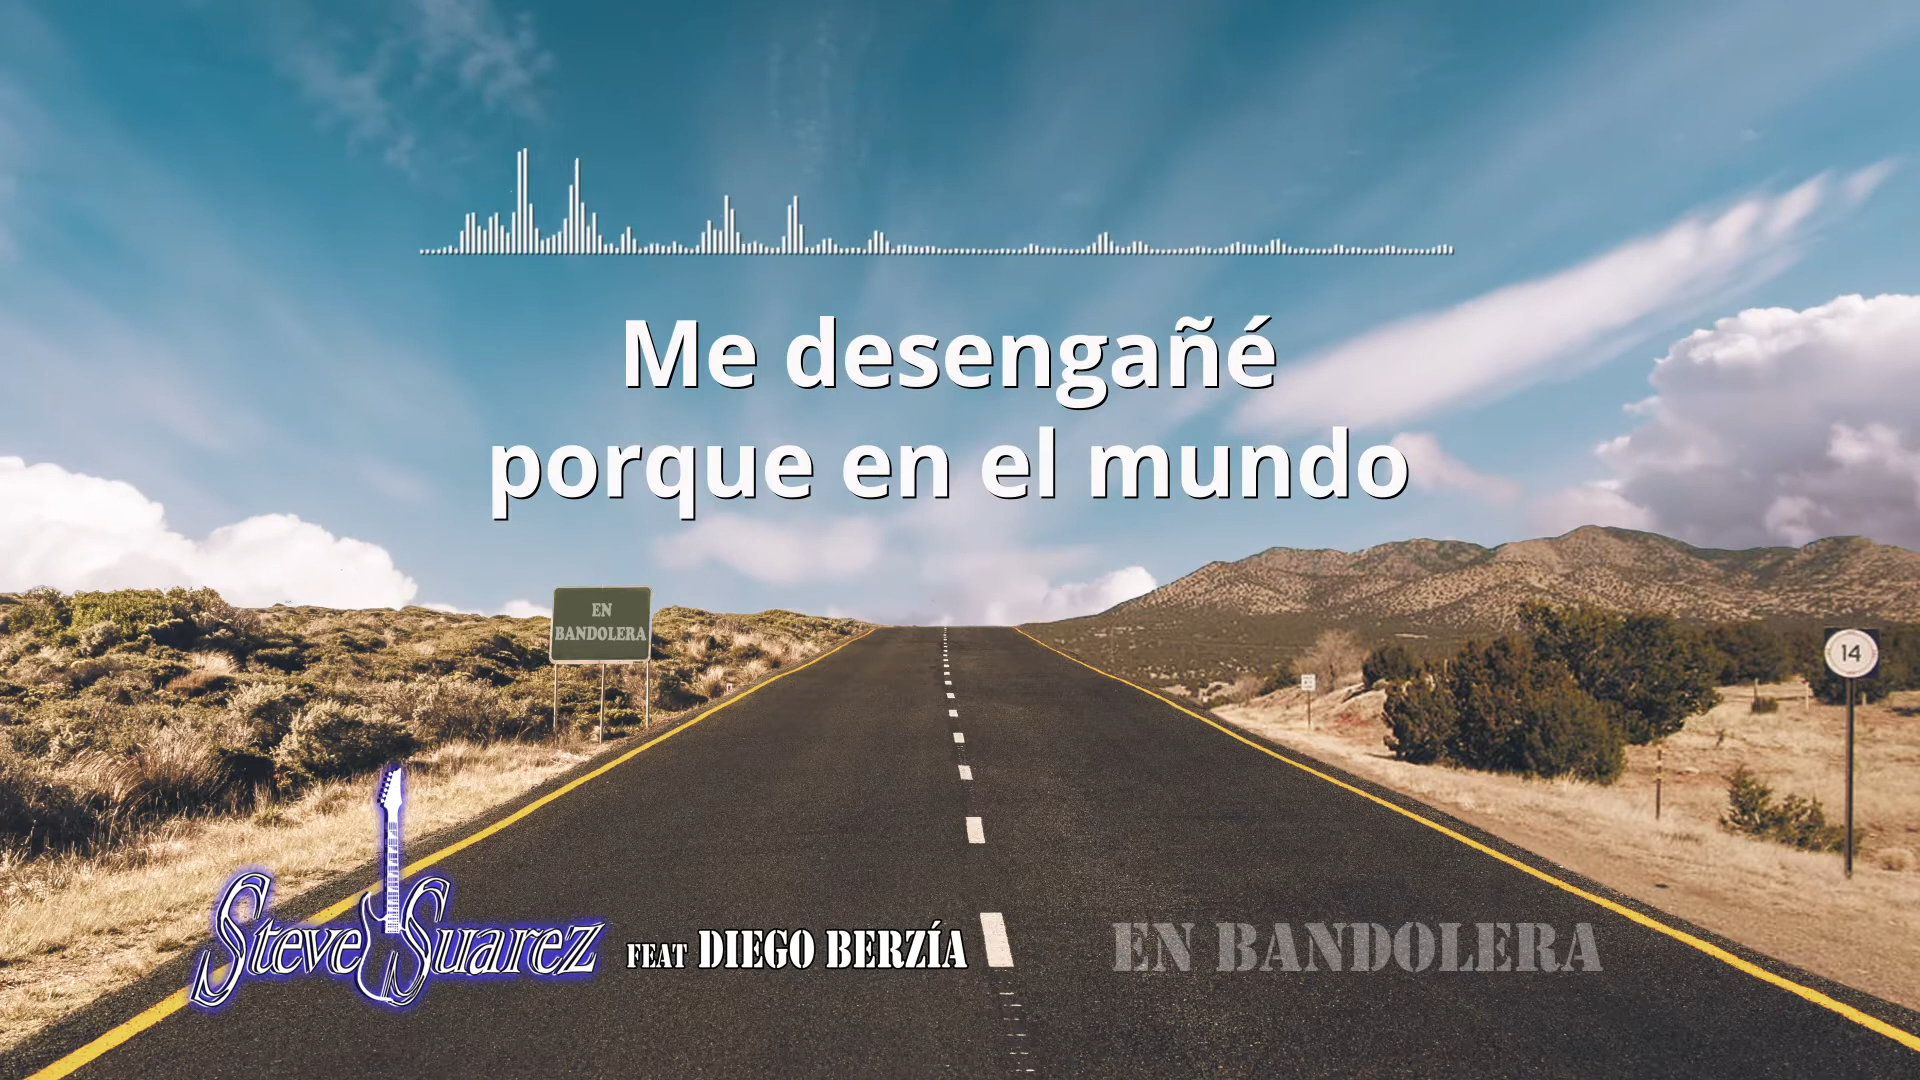 Me desengañé
porque en el mundo
EN
BANDOLERA
14
Steve Suarez FEAT DIEGO BERZÍA
EN BANDOLERA